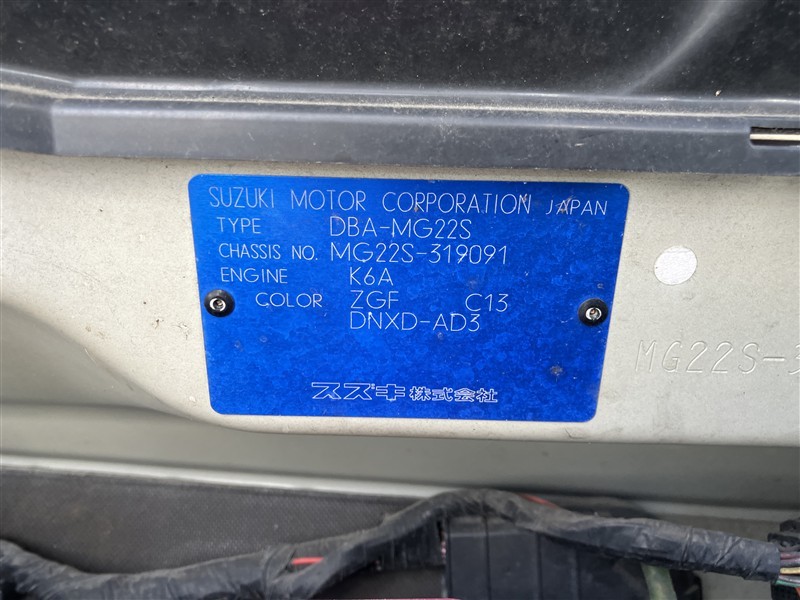 SUZUKI MOTOR CORPORATION JAPAN
TYPE DBA-MG22S
CHASSIS NO. MG22S-319091
ENGINE K6A
COLOR ZGF C13
DNXD-AD3
スズキ株式会社
MG22S-3